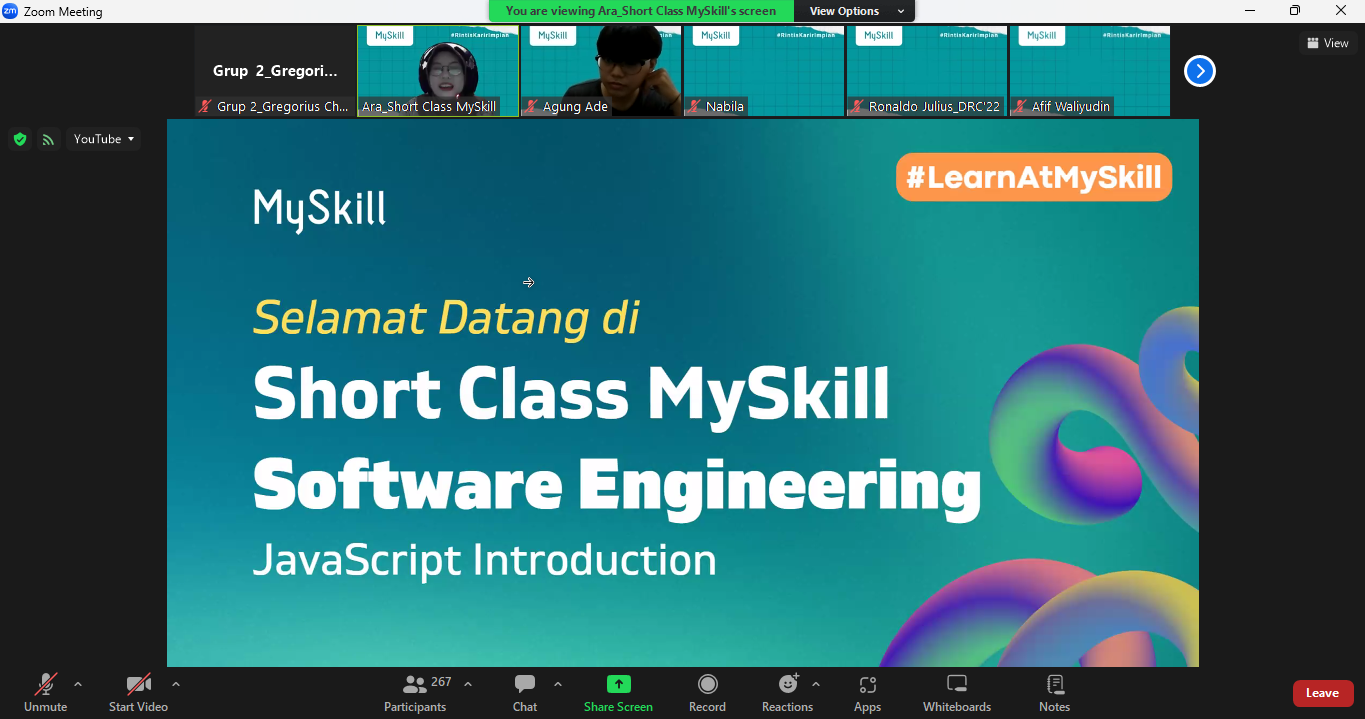 Zoom Meeting
You are viewing Ara_Short Class MySkill's screen
View Options
View
Grup 2_Gregori...
Grup 2_Gregorius Ch...
MySkill
#RintisKarirImpian
Ara_Short Class MySkill
MySkill
Agung Ade
MySkill
#RintisKarirImpian
Nabila
MySkill
#RintisKarirImpian
Ronaldo Julius_DRC'22
MySkill
#RintisKarirImpian
Afif Waliyudin
YouTube
#LearnAtMySkill
MySkill
Selamat Datang di
Short Class MySkill
Software Engineering
JavaScript Introduction
Unmute
Start Video
267
Participants
Chat
Share Screen
Record
Reactions
Apps
Whiteboards
Notes
Leave